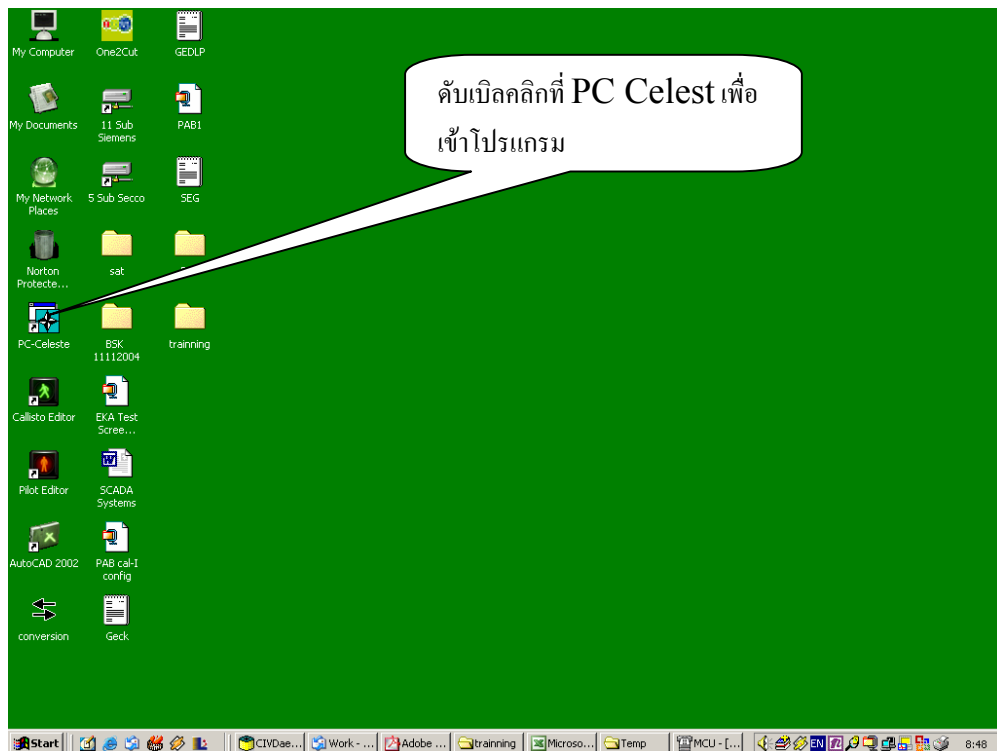 My Computer
One2Cut
GEDLP
ดับเบิลคลิกที่ PC Celest เพื่อ
เข้าโปรแกรม
My Documents
11 Sub
Siemens
PAB1
My Network
Places
5 Sub Secco
SEG
Norton
Protecte...
sat
PC-Celeste
BSK
11112004
trainning
Callisto Editor
EKA Test
Scree...
Pilot Editor
SCADA
Systems
AutoCAD 2002
PAB cal-I
config
conversion
Geck
Start
CIVDae...
Work - ...
Adobe ...
trainning
Microso...
Temp
MCU - [...
EN
8:48